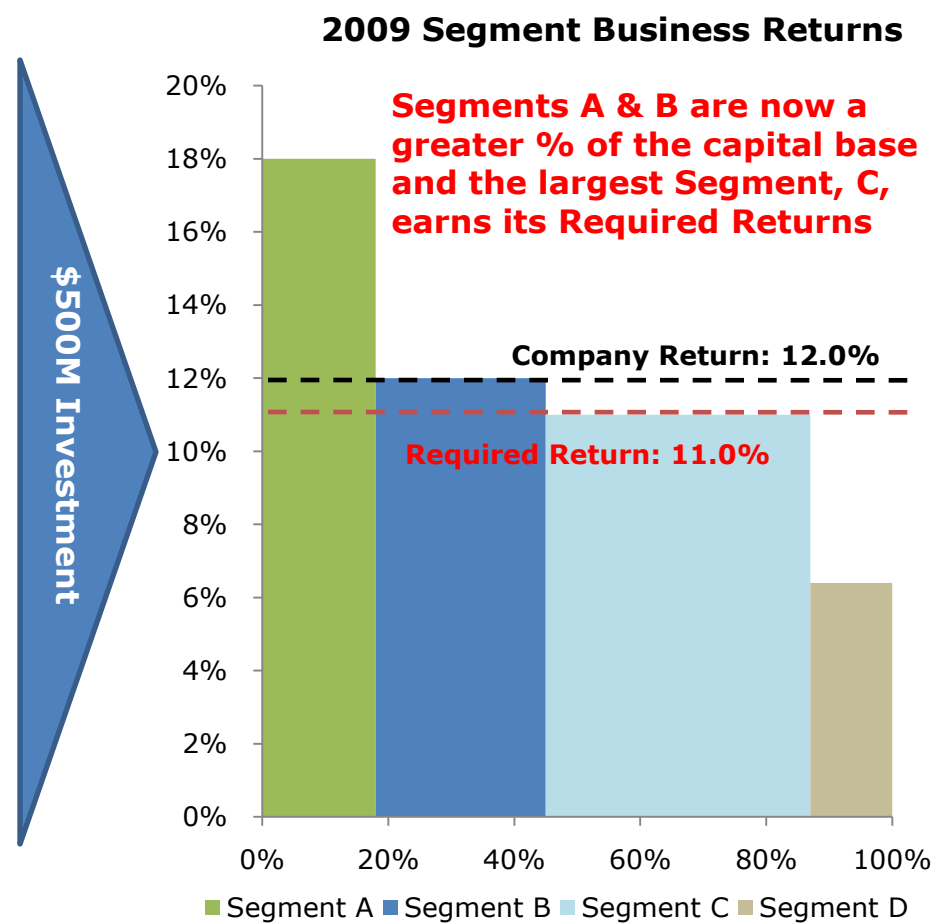 2009 Segment Business Returns
$500M Investment
20%
18%
16%
14%
12%
10%
8%
6%
4%
2%
0%
Segments A & B are now a
greater % of the capital base
and the largest Segment, C,
earns its Required Returns
Company Return: 12.0%
Required Return: 11.0%
0% 20% 40% 60% 80% 100%
Segment A Segment B Segment C Segment D